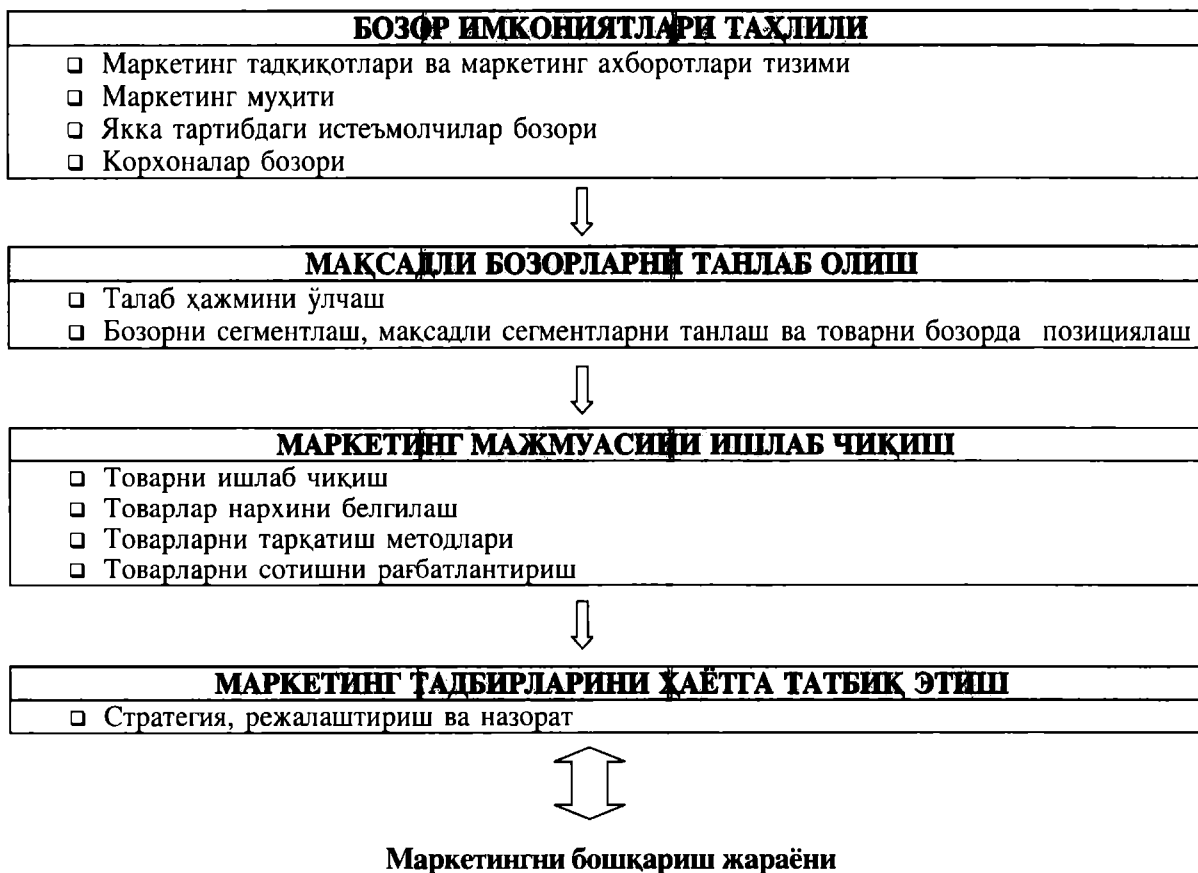 БОЗОР ИМКОНИЯТЛАРИ ТАҲЛИЛИ
Маркетинг тадқиқотлари ва маркетинг ахборотлари тизими
Маркетинг муҳити
Якка тартибдаги истеъмолчилар бозори
Корхоналар бозори
МАҚСАДЛИ БОЗОРЛАРНИ ТАНЛАБ ОЛИШ
Талаб ҳажмини ўлчаш
Бозорни сегментлаш, мақсадли сегментларни танлаш ва товарни бозорда позициялаш
МАРКЕТИНГ МАЖМУАСИНИ ИШЛАБ ЧИҚИШ
Товарни ишлаб чиқиш
Товарлар нархини белгилаш
Товарларни тарқатиш методлари
Товарларни сотишни рағбатлантириш
МАРКЕТИНГ ТАДБИРЛАРИНИ ҲАЁТГА ТАТБИҚ ЭТИШ
Стратегия, режалаштириш ва назорат
Маркетингни бошқариш жараёни